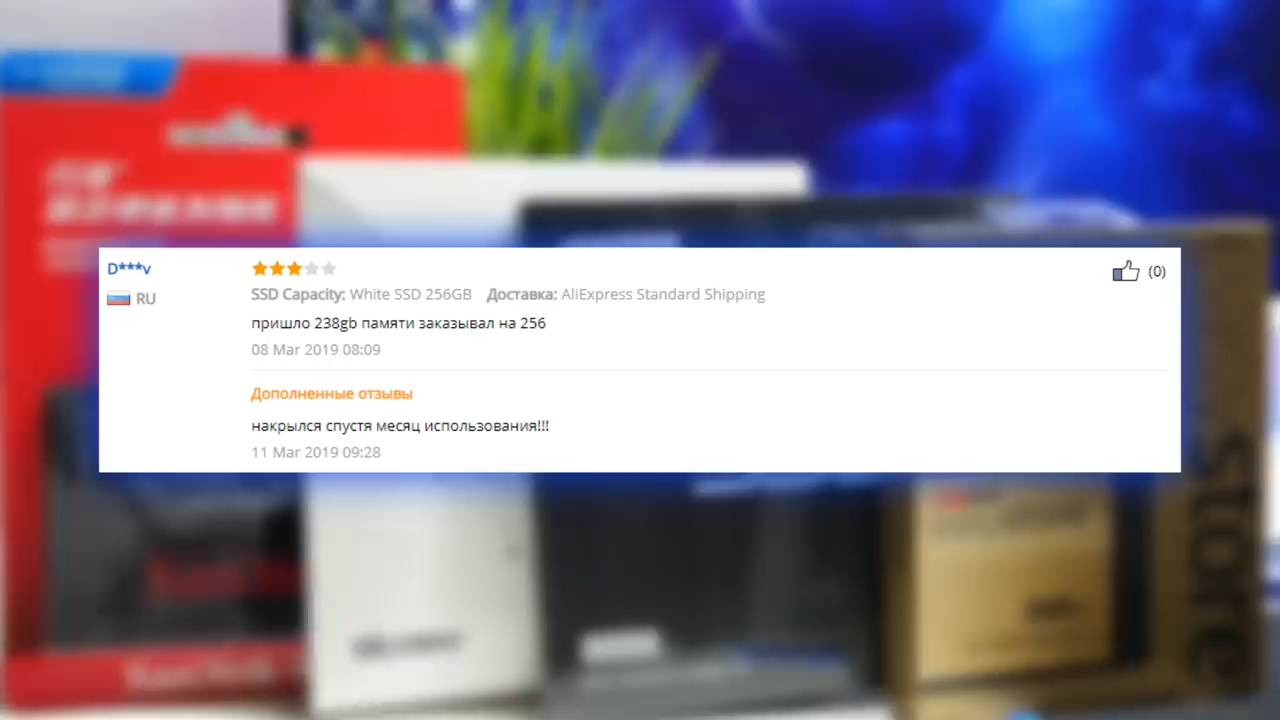 D***v
RU
SSD Capacity: White SSD 256GB Доставка: AliExpress Standard Shipping
(0)
пришло 238gb памяти заказывал на 256
08 Mar 2019 08:09
Дополненные отзывы
накрылся спустя месяц использования!!!
11 Mar 2019 09:28